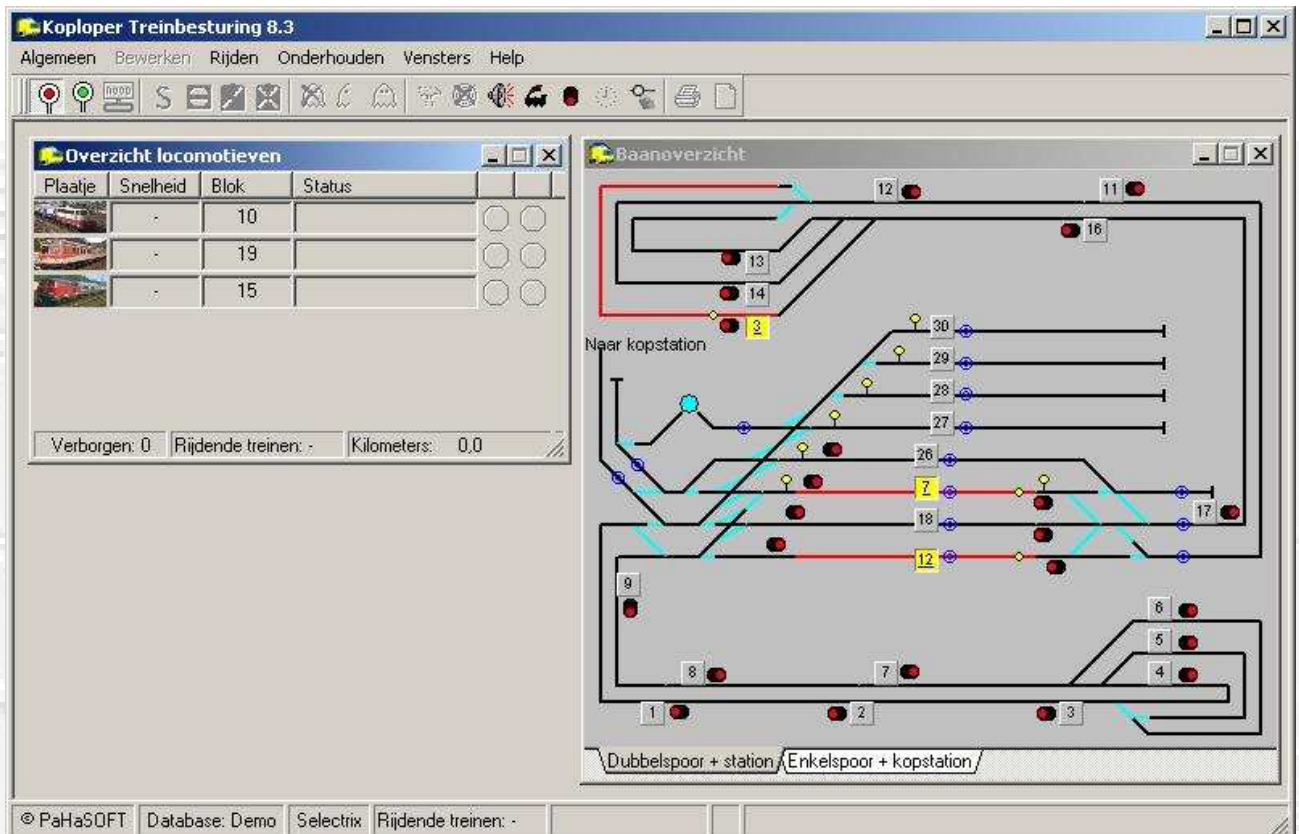 Koploper Treinbesturing 8.3
Algemeen Bewerken Rijden Onderhouden Vensters Help
Overzicht locomotieven
Plaatje Snelheid Blok Status
- 10
- 19
- 15
Verborgen: 0 Rijdende treinen: - Kilometers: 0,0
Baanoverzicht
12 11
16
13
14
3
Naar kopstation
30
29
28
27
26
7
17
18
12
9
6
5
8 7 4
1 2 3
Dubbelspoor + station Enkelspoor + kopstation
© PaHaSOFT Database: Demo Selectrix Rijdende treinen: -